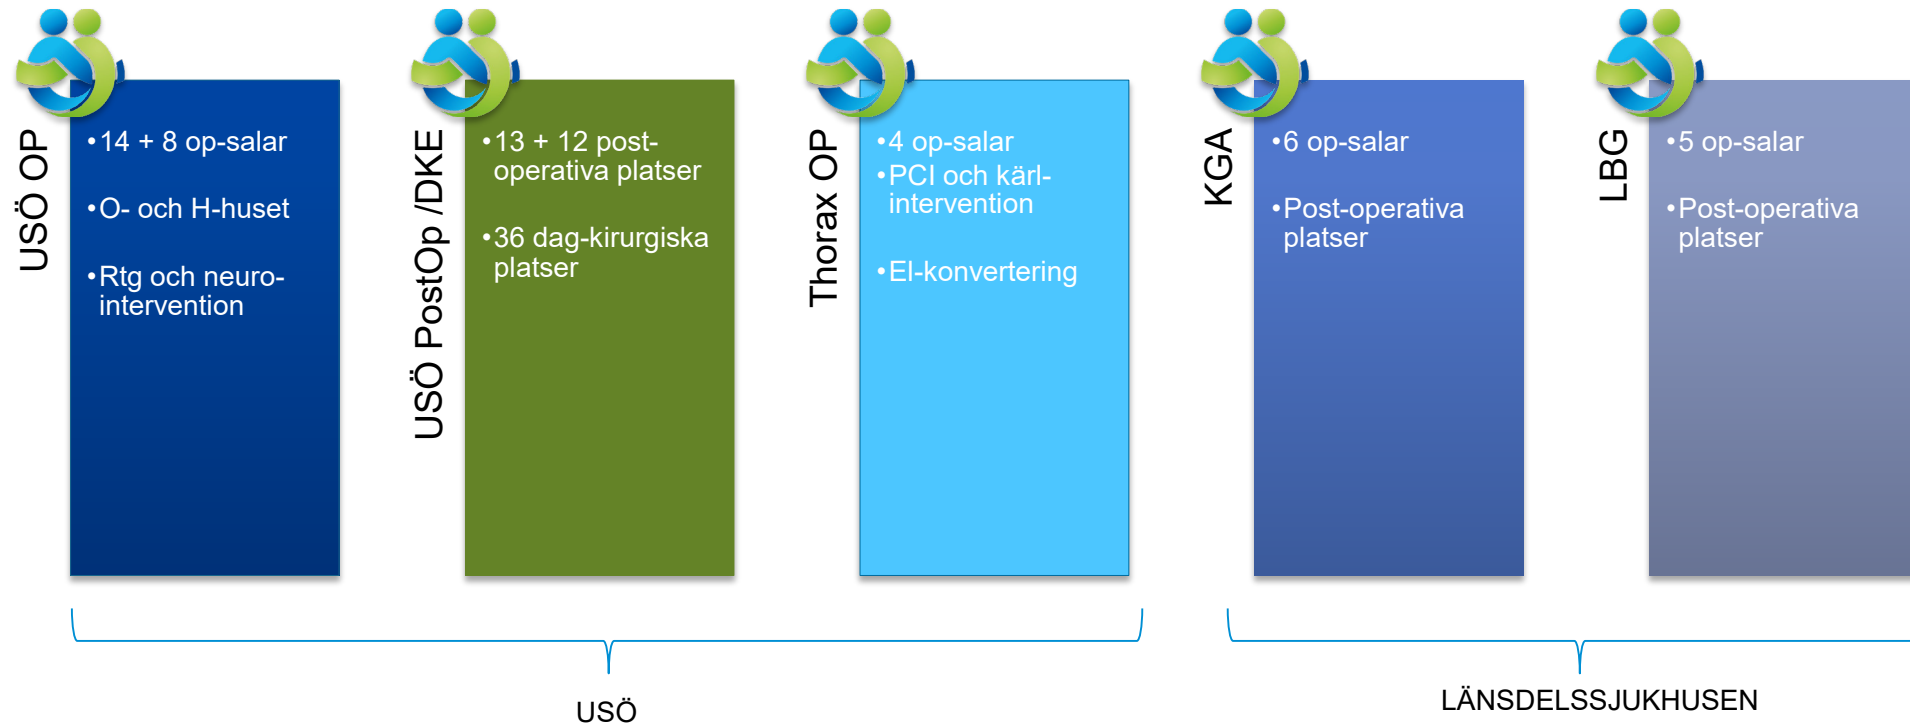 USÖ OP
•14 + 8 op-salar
•O- och H-huset
•Rtg och neuro-
intervention
USÖ PostOp /DKE
•13 + 12 post-
operativa platser
•36 dag-kirurgiska
platser
Thorax OP
•4 op-salar
•PCI och kärl-
intervention
•El-konvertering
KGA
•6 op-salar
•Post-operativa
platser
LBG
•5 op-salar
•Post-operativa
platser
USÖ
LÄNSDELSSJUKHUSEN